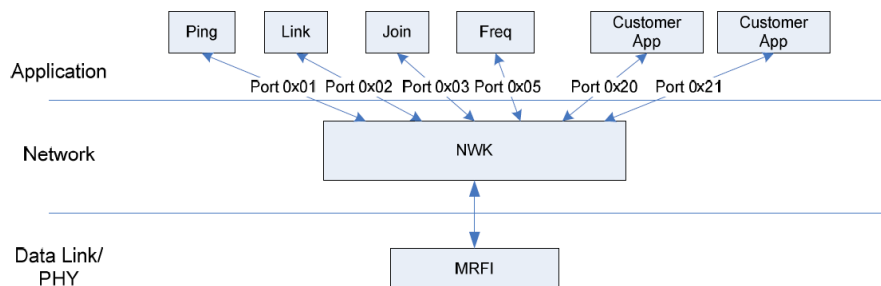 Ping
Link
Join
Freq
Customer
App
Customer
App
Application
Port 0x01
Port 0x02
Port 0x03
Port 0x05
Port 0x20
Port 0x21
Network
NWK
Data Link/
PHY
MRFI